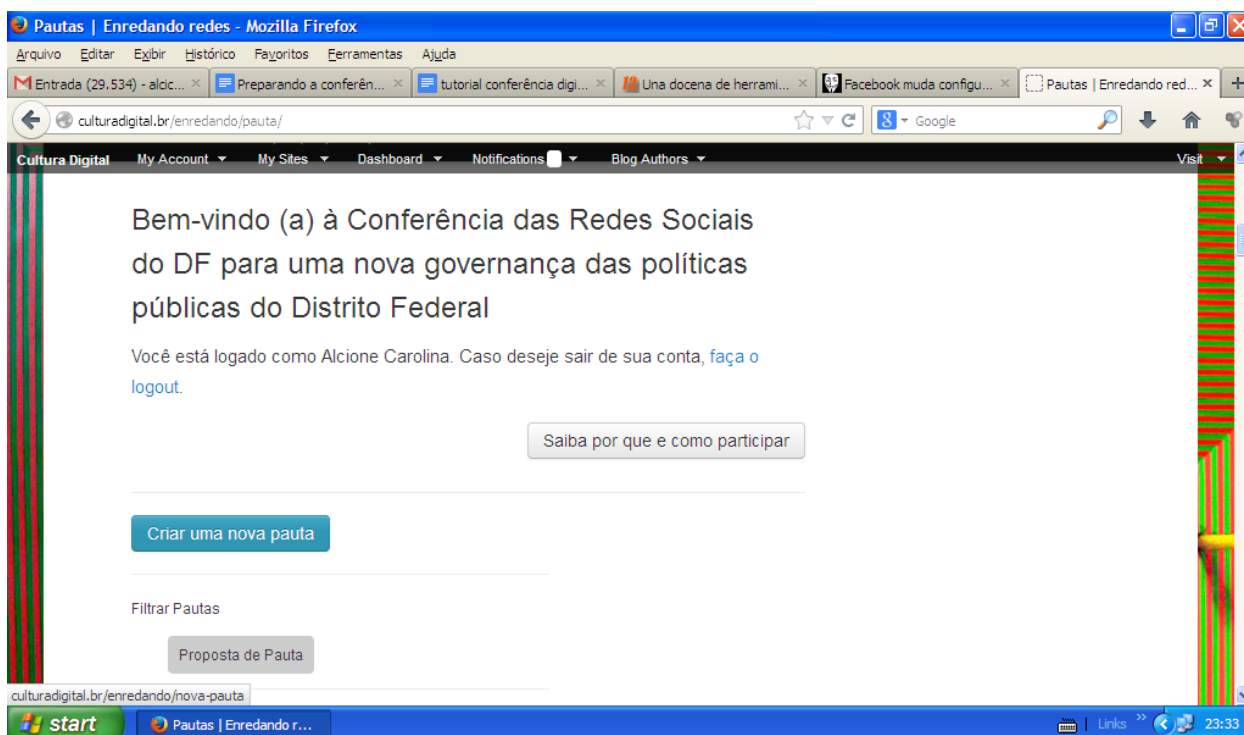 Pautas | Enredando redes - Mozilla Firefox
Arquivo Editar Exibir Histórico Favoritos Ferramentas Ajuda
Entrada (29.534) - alcic... Preparando a conferên... tutorial conferência digi... Una docena de herrami... Facebook muda configu... Pautas | Enredando red...
culturadigital.br/enredando/pauta/ Google
Cultura Digital My Account My Sites Dashboard Notifications Blog Authors Visit
Bem-vindo (a) à Conferência das Redes Sociais
do DF para uma nova governança das políticas
públicas do Distrito Federal
Você está logado como Alcione Carolina. Caso deseje sair de sua conta, faça o
logout.
Saiba por que e como participar
Criar uma nova pauta
Filtrar Pautas
Proposta de Pauta
culturadigital.br/enredando/nova-pauta
start Pautas | Enredando r... Links 23:33